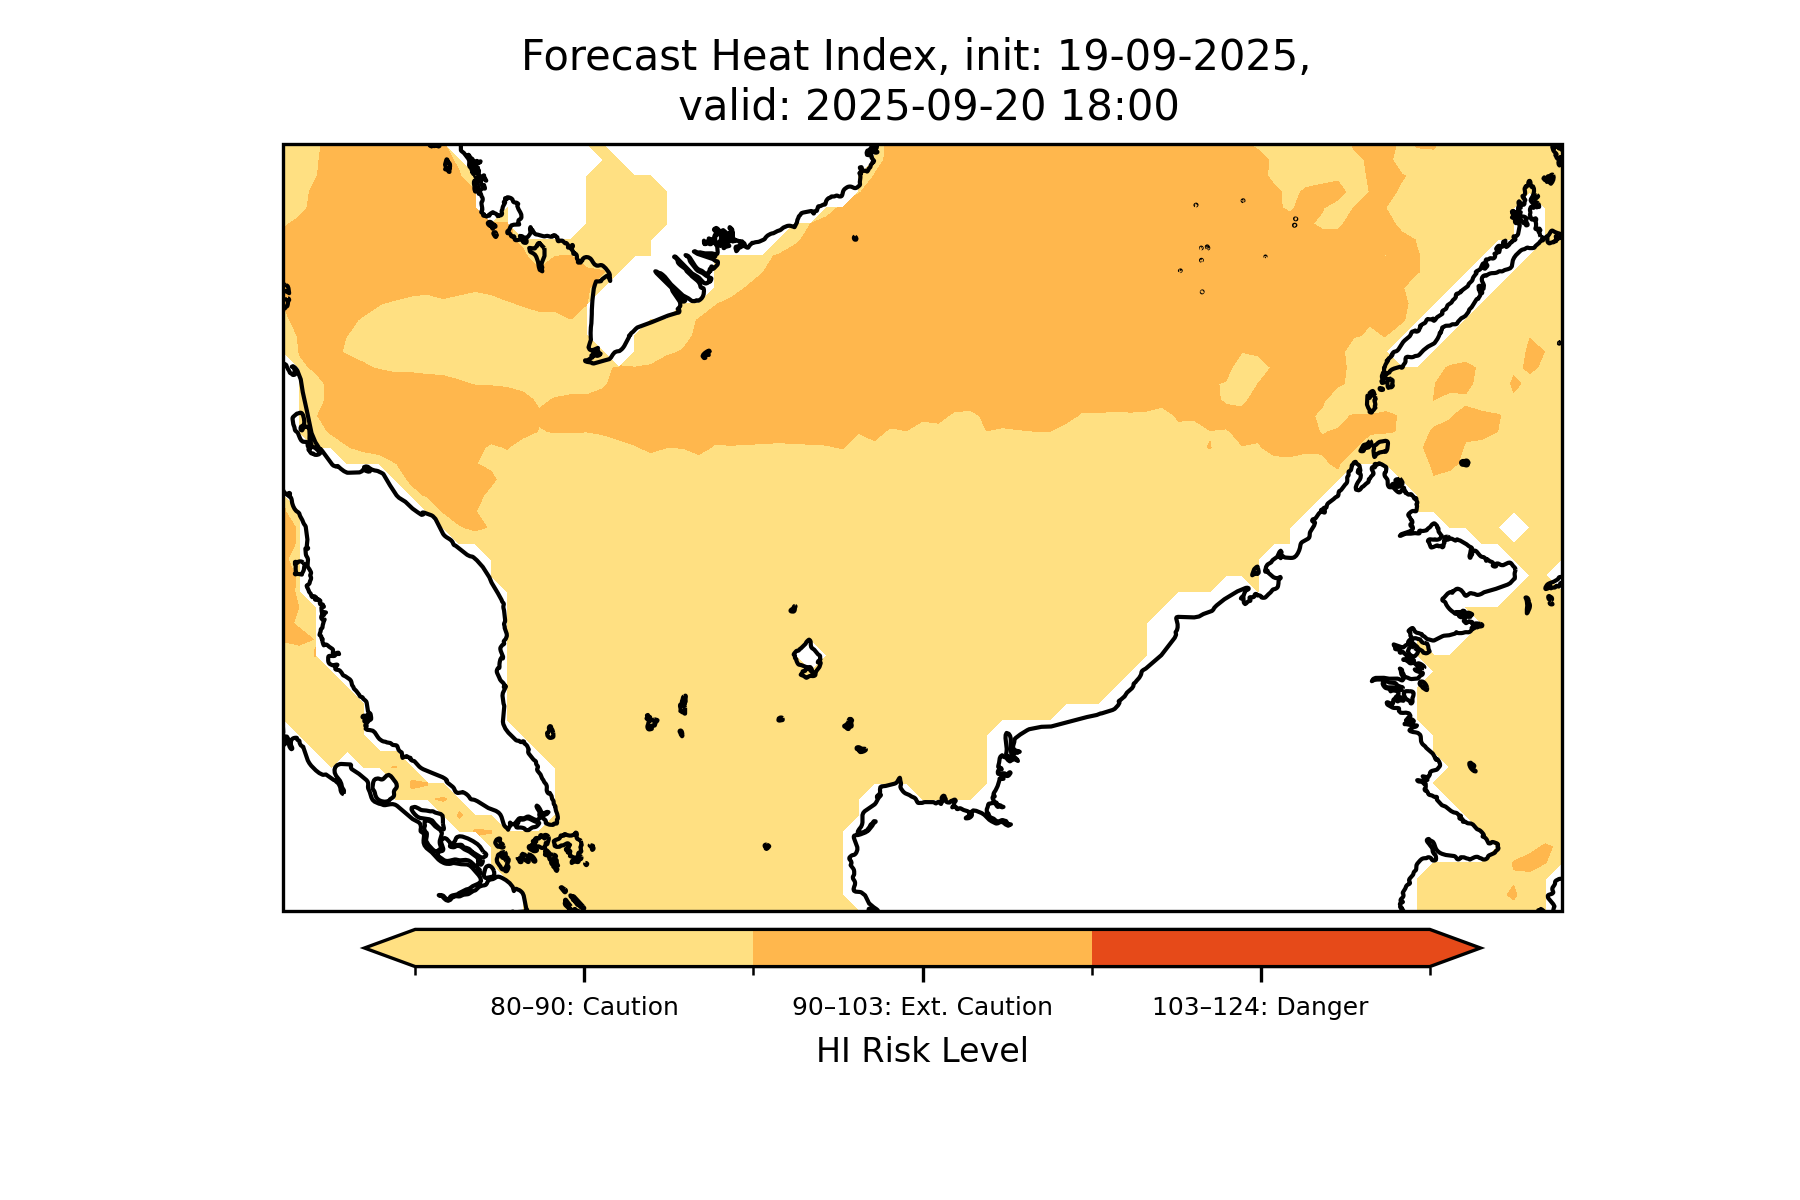 Forecast Heat Index, init: 19-09-2025,
valid: 2025-09-20 18:00
80–90: Caution
90–103: Ext. Caution
103–124: Danger
HI Risk Level